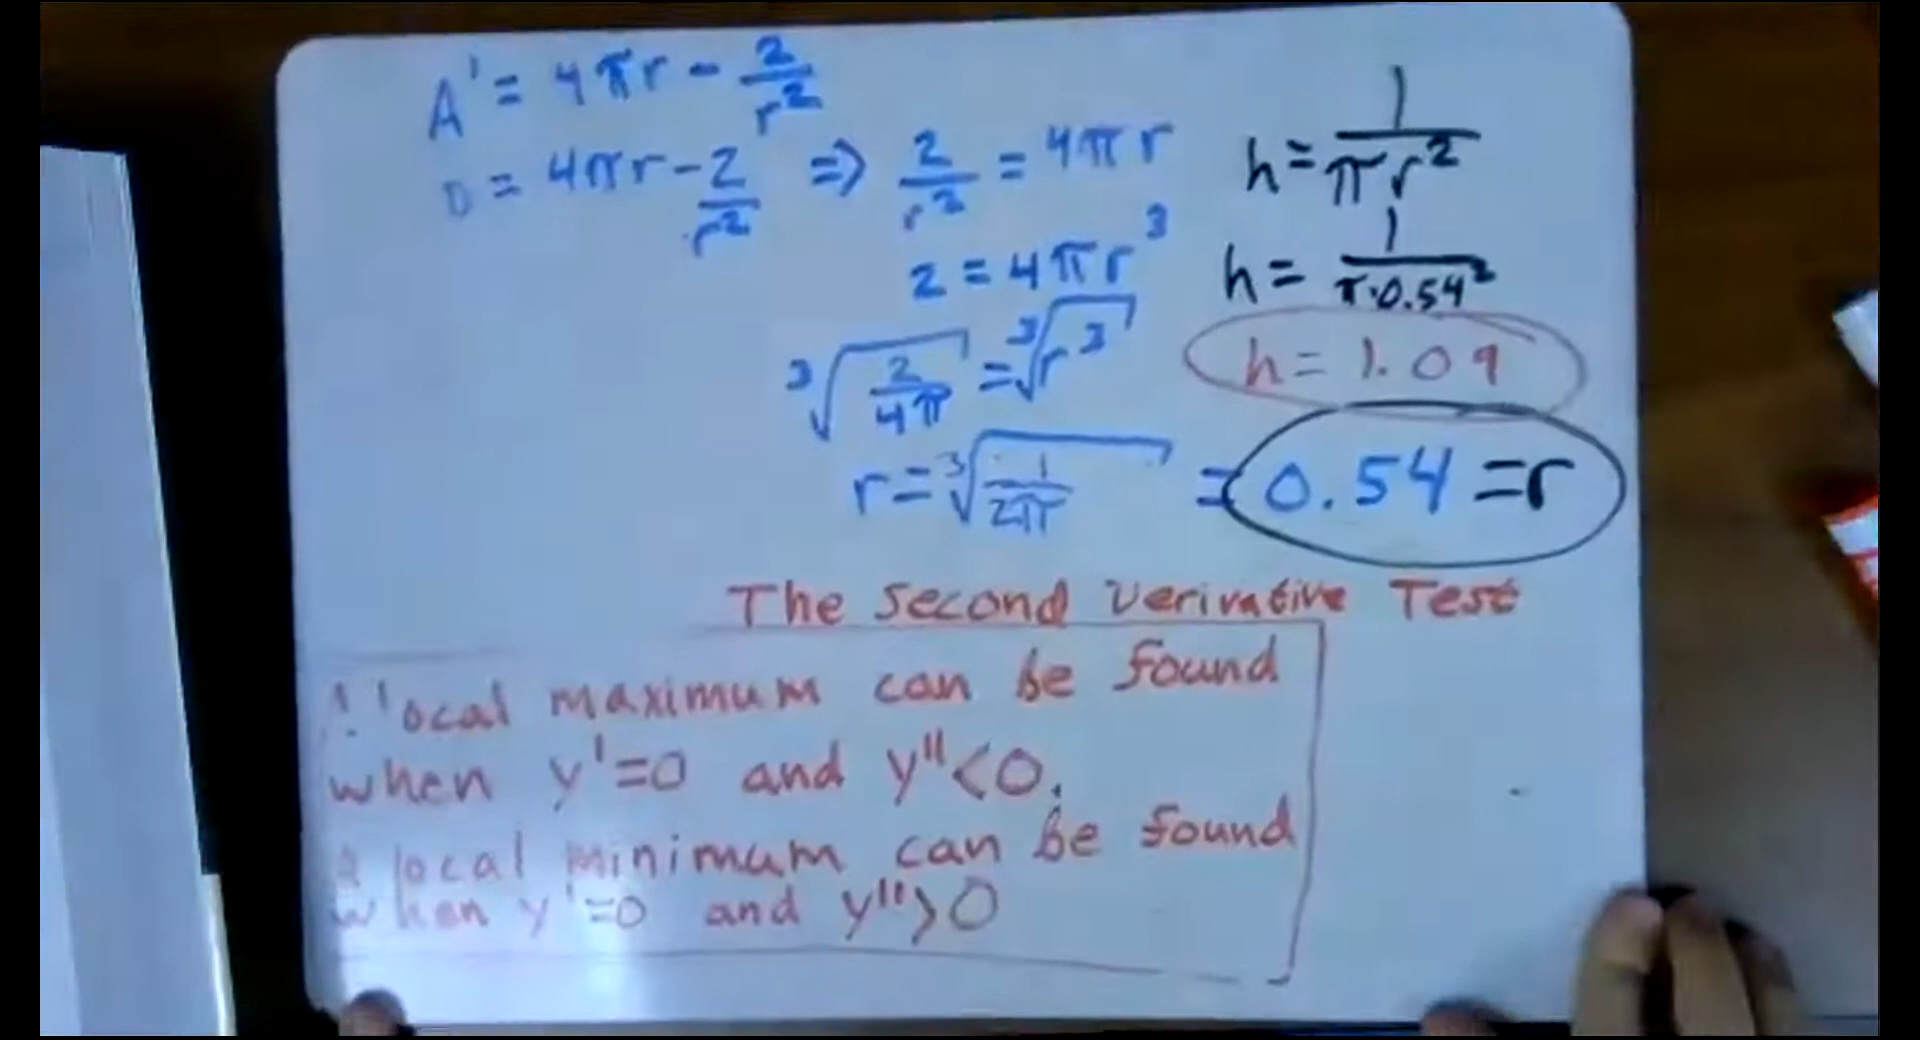 A' = 4πr - 2/r²
0 = 4πr - 2/r² ⇒ 2/r² = 4πr
2 = 4πr³
∛(2/4π) = ∛(r³)
r = ∛(1/2π) = 0.54 = r
h = 1/πr²
h = 1/π·0.54²
h = 1.09
The Second Derivative Test
A local maximum can be found
when y'=0 and y''<0.
A local minimum can be found
when y'=0 and y''>0